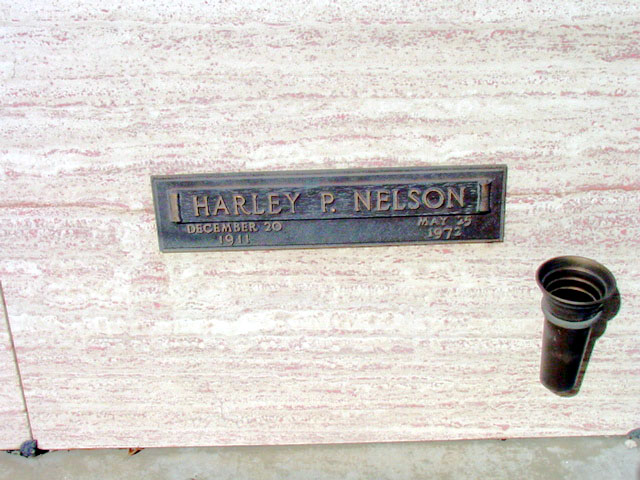 HARLEY P. NELSON
DECEMBER 20
1911
MAY 25
1972